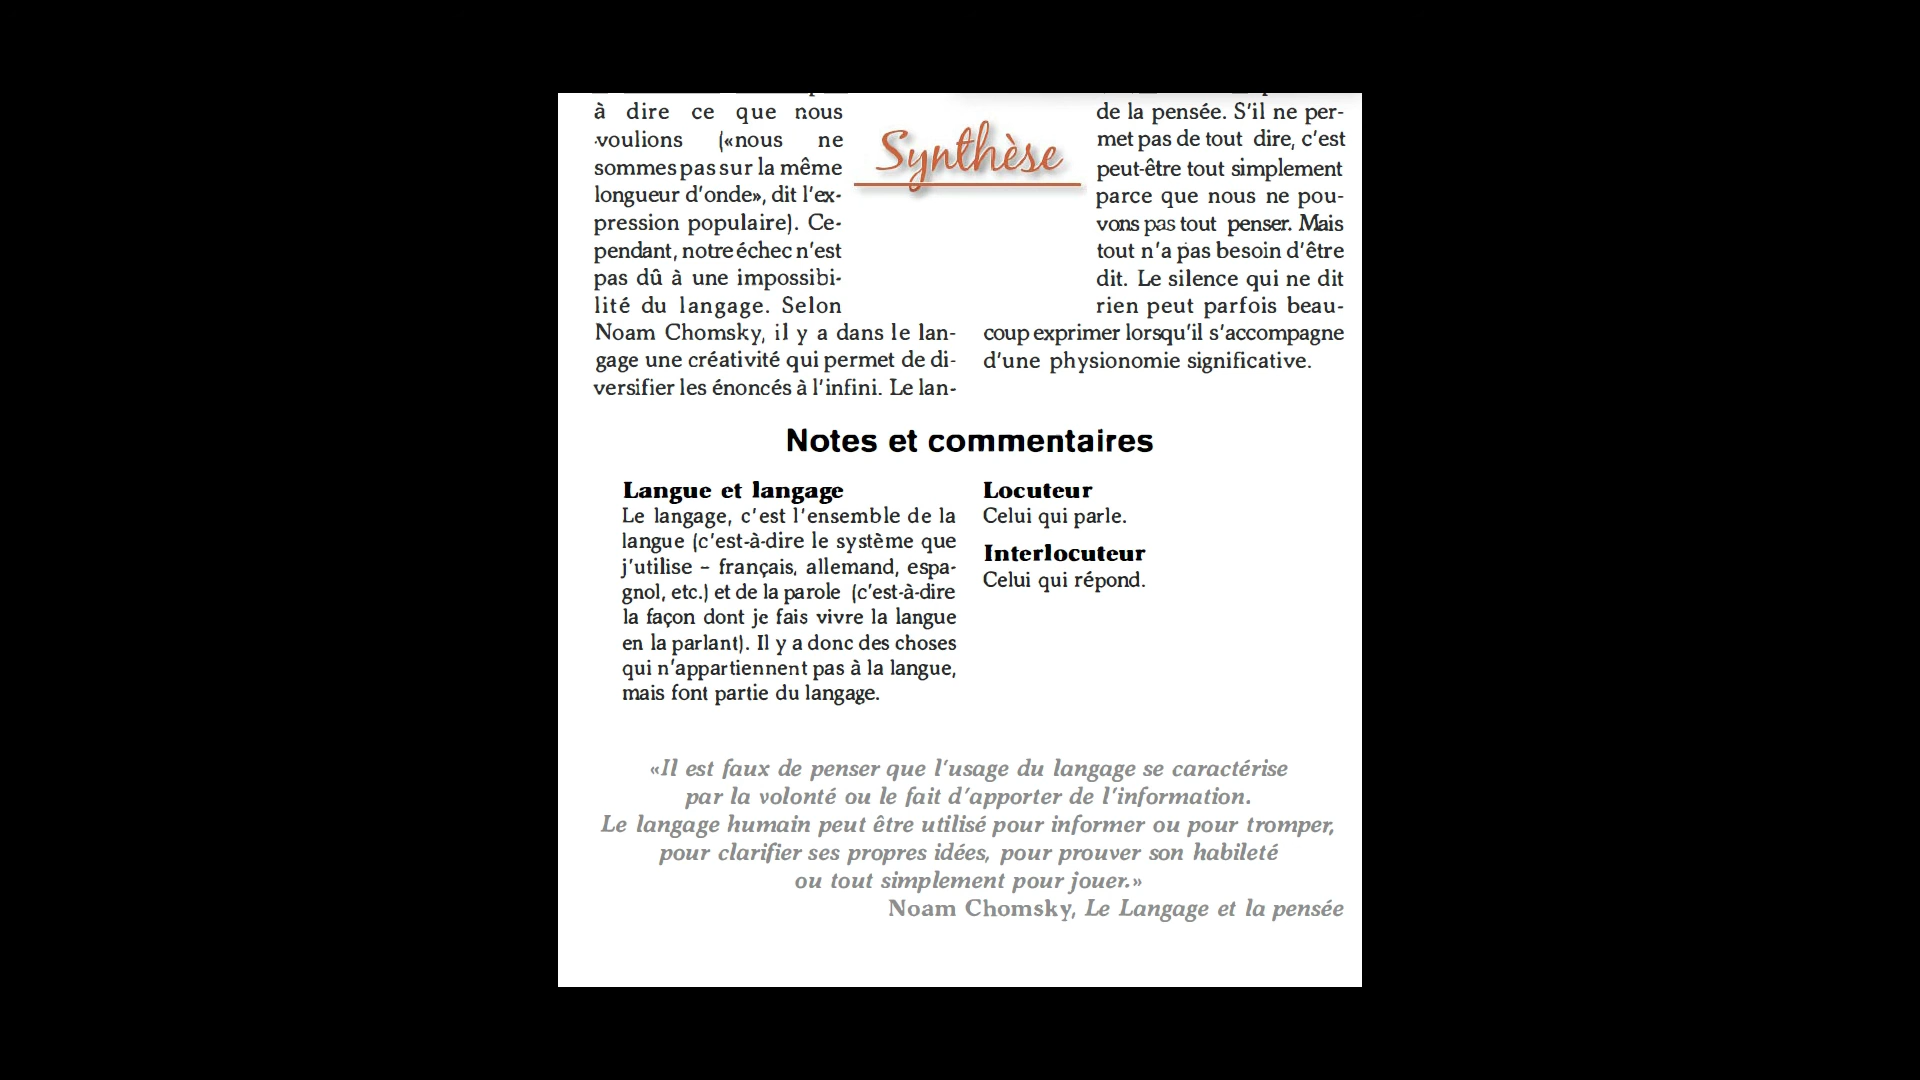 à dire ce que nous
voulions («nous ne
sommes pas sur la même
longueur d'onde», dit l'ex-
pression populaire). Ce-
pendant, notre échec n'est
pas dû à une impossibi-
lité du langage. Selon
Noam Chomsky, il y a dans le lan-
gage une créativité qui permet de di-
versifier les énoncés à l'infini. Le lan-
Synthèse
de la pensée. S'il ne per-
met pas de tout dire, c'est
peut-être tout simplement
parce que nous ne pou-
vons pas tout penser. Mais
tout n'a pas besoin d'être
dit. Le silence qui ne dit
rien peut parfois beau-
coup exprimer lorsqu'il s'accompagne
d'une physionomie significative.
Notes et commentaires
Langue et langage
Le langage, c'est l'ensemble de la
langue (c'est-à-dire le système que
j'utilise – français, allemand, espa-
gnol, etc.) et de la parole (c'est-à-dire
la façon dont je fais vivre la langue
en la parlant). Il y a donc des choses
qui n'appartiennent pas à la langue,
mais font partie du langage.
Locuteur
Celui qui parle.
Interlocuteur
Celui qui répond.
«Il est faux de penser que l'usage du langage se caractérise
par la volonté ou le fait d'apporter de l'information.
Le langage humain peut être utilisé pour informer ou pour tromper,
pour clarifier ses propres idées, pour prouver son habileté
ou tout simplement pour jouer.»
Noam Chomsky, Le Langage et la pensée